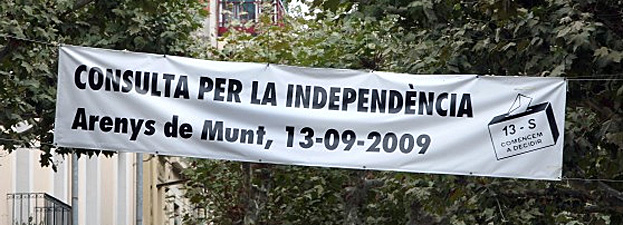 CONSULTA PER LA INDEPENDÈNCIA
Arenys de Munt, 13-09-2009
13 - S
COMENCEM
A DECIDIR